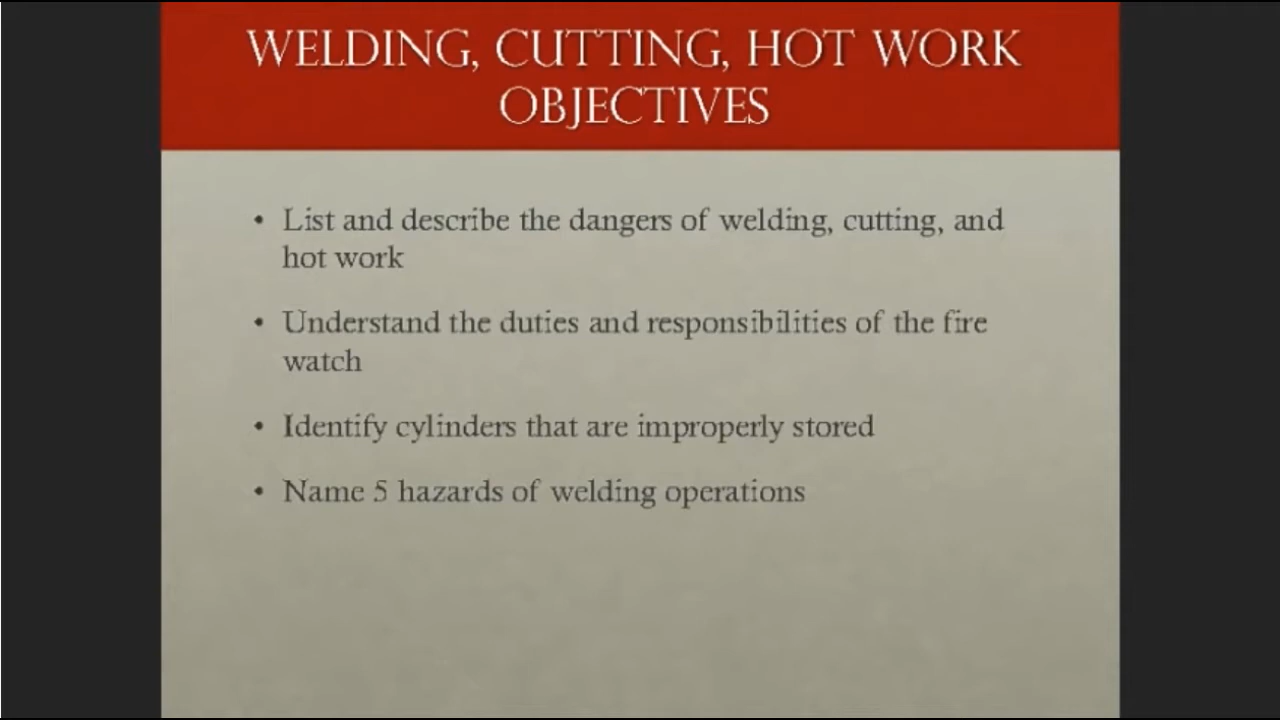 WELDING, CUTTING, HOT WORK
OBJECTIVES
• List and describe the dangers of welding, cutting, and
hot work
• Understand the duties and responsibilities of the fire
watch
• Identify cylinders that are improperly stored
• Name 5 hazards of welding operations